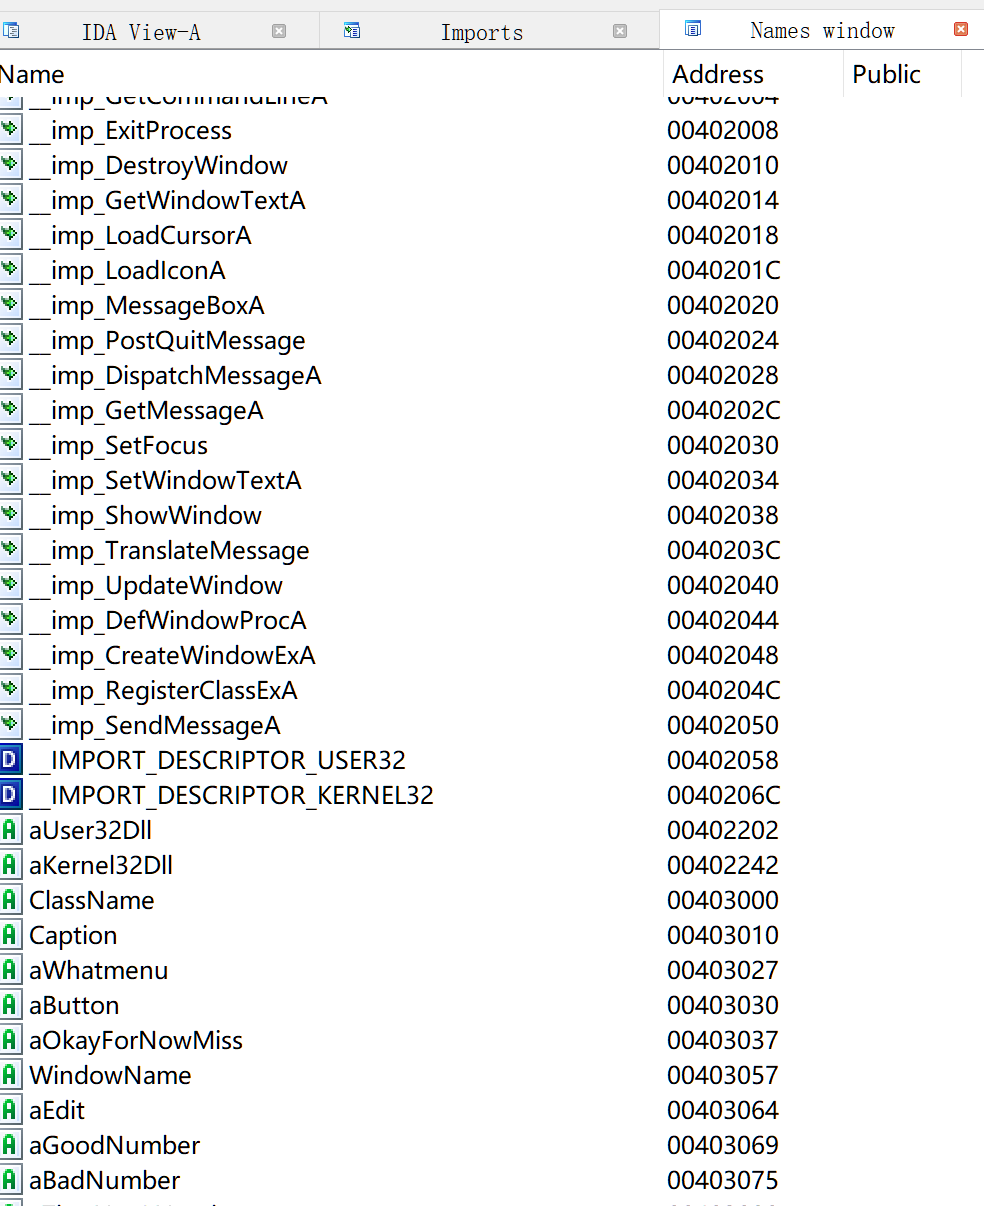 IDA View-A Imports Names window
Name Address Public
__imp_GetCommandLineA 00402004
__imp_ExitProcess 00402008
__imp_DestroyWindow 00402010
__imp_GetWindowTextA 00402014
__imp_LoadCursorA 00402018
__imp_LoadIconA 0040201C
__imp_MessageBoxA 00402020
__imp_PostQuitMessage 00402024
__imp_DispatchMessageA 00402028
__imp_GetMessageA 0040202C
__imp_SetFocus 00402030
__imp_SetWindowTextA 00402034
__imp_ShowWindow 00402038
__imp_TranslateMessage 0040203C
__imp_UpdateWindow 00402040
__imp_DefWindowProcA 00402044
__imp_CreateWindowExA 00402048
__imp_RegisterClassExA 0040204C
__imp_SendMessageA 00402050
D __IMPORT_DESCRIPTOR_USER32 00402058
D __IMPORT_DESCRIPTOR_KERNEL32 0040206C
A aUser32Dll 00402202
A aKernel32Dll 00402242
A ClassName 00403000
A Caption 00403010
A aWhatmenu 00403027
A aButton 00403030
A aOkayForNowMiss 00403037
A WindowName 00403057
A aEdit 00403064
A aGoodNumber 00403069
A aBadNumber 00403075